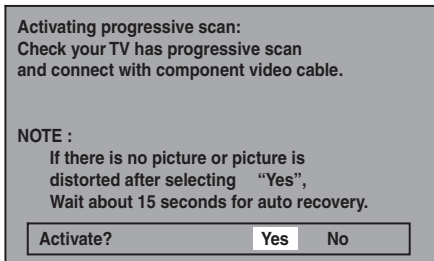 Activating progressive scan:
Check your TV has progressive scan
and connect with component video cable.
NOTE :
If there is no picture or picture is
distorted after selecting “Yes”,
Wait about 15 seconds for auto recovery.
Activate? Yes No